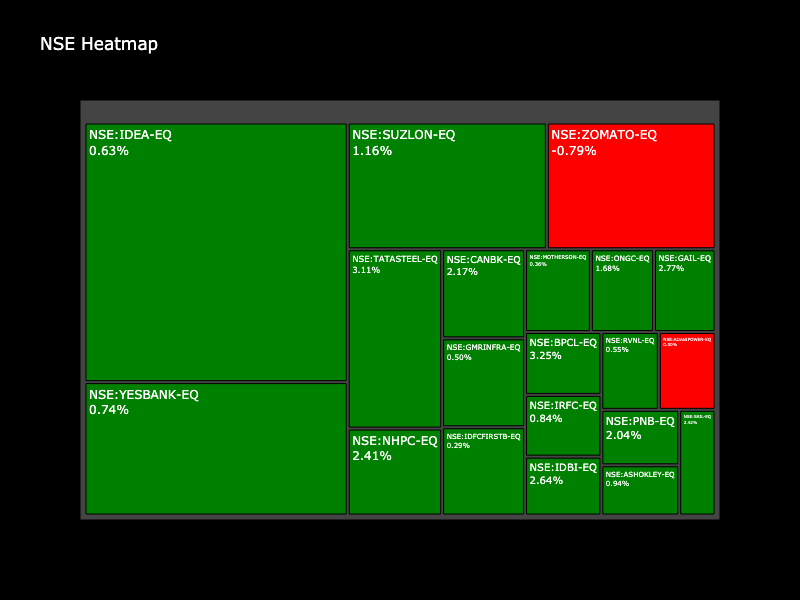 NSE Heatmap
NSE:IDEA-EQ
0.63%
NSE:SUZLON-EQ
1.16%
NSE:ZOMATO-EQ
-0.79%
NSE:TATASTEEL-EQ
3.11%
NSE:CANBK-EQ
2.17%
NSE:MOTHERSON-EQ
0.36%
NSE:ONGC-EQ
1.68%
NSE:GAIL-EQ
2.77%
NSE:GMRINFRA-EQ
0.50%
NSE:BPCL-EQ
3.25%
NSE:RVNL-EQ
0.55%
NSE:ADANIPOWER-EQ
0.00%
NSE:YESBANK-EQ
0.74%
NSE:NHPC-EQ
2.41%
NSE:IDFCFIRSTB-EQ
0.29%
NSE:IRFC-EQ
0.84%
NSE:IDBI-EQ
2.64%
NSE:PNB-EQ
2.04%
NSE:ASHOKLEY-EQ
0.94%
NSE:SAIL-EQ